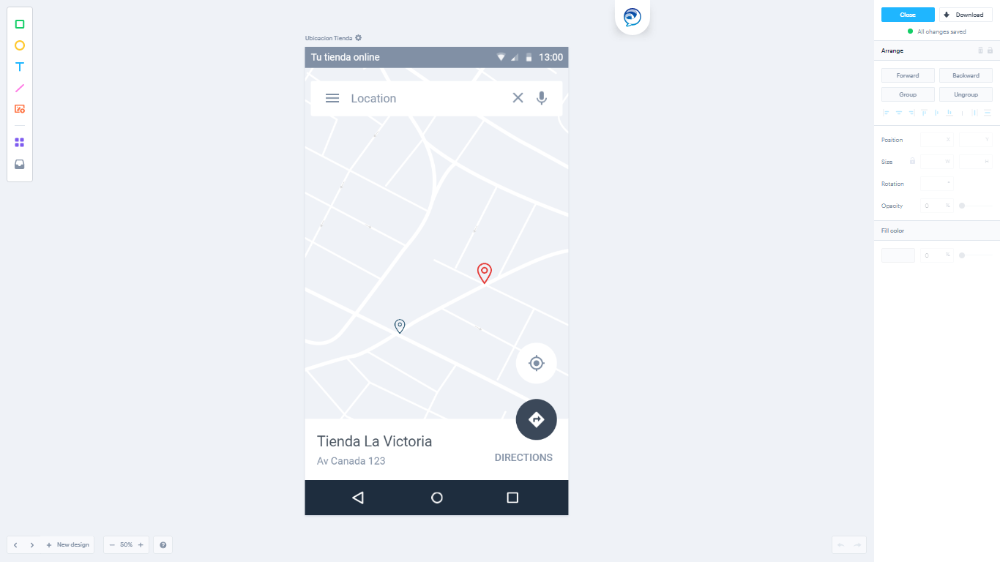 Close
Download
All changes saved
Ubicacion Tienda
Tu tienda online
13:00
Location
Tienda La Victoria
Av Canada 123
DIRECTIONS
Arrange
Forward
Backward
Group
Ungroup
Position
X
Y
Size
W
H
Rotation
°
Opacity
0
%
Fill color
0
%
New design
50%